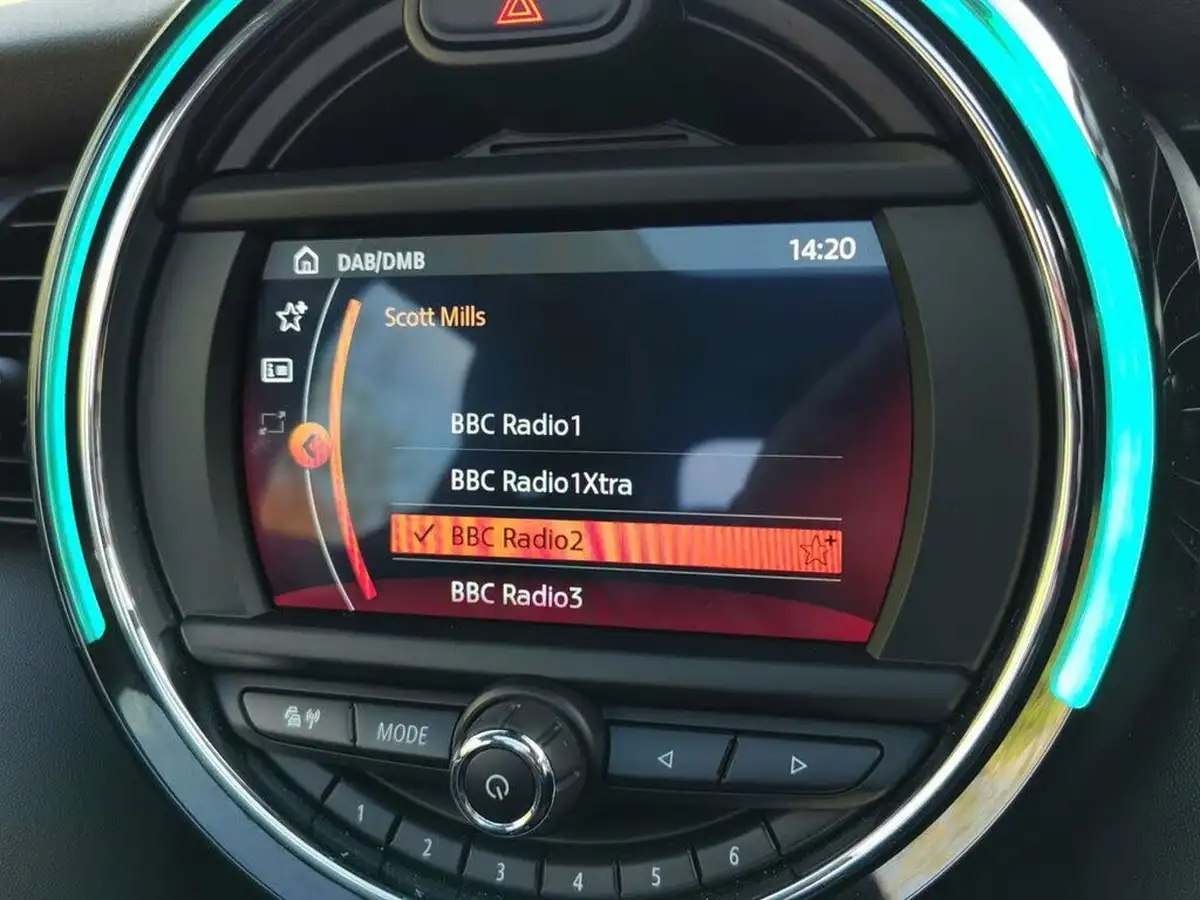 DAB/DMB 14:20
Scott Mills
BBC Radio1
BBC Radio1Xtra
BBC Radio2
BBC Radio3
MODE
1 2 3 4 5 6